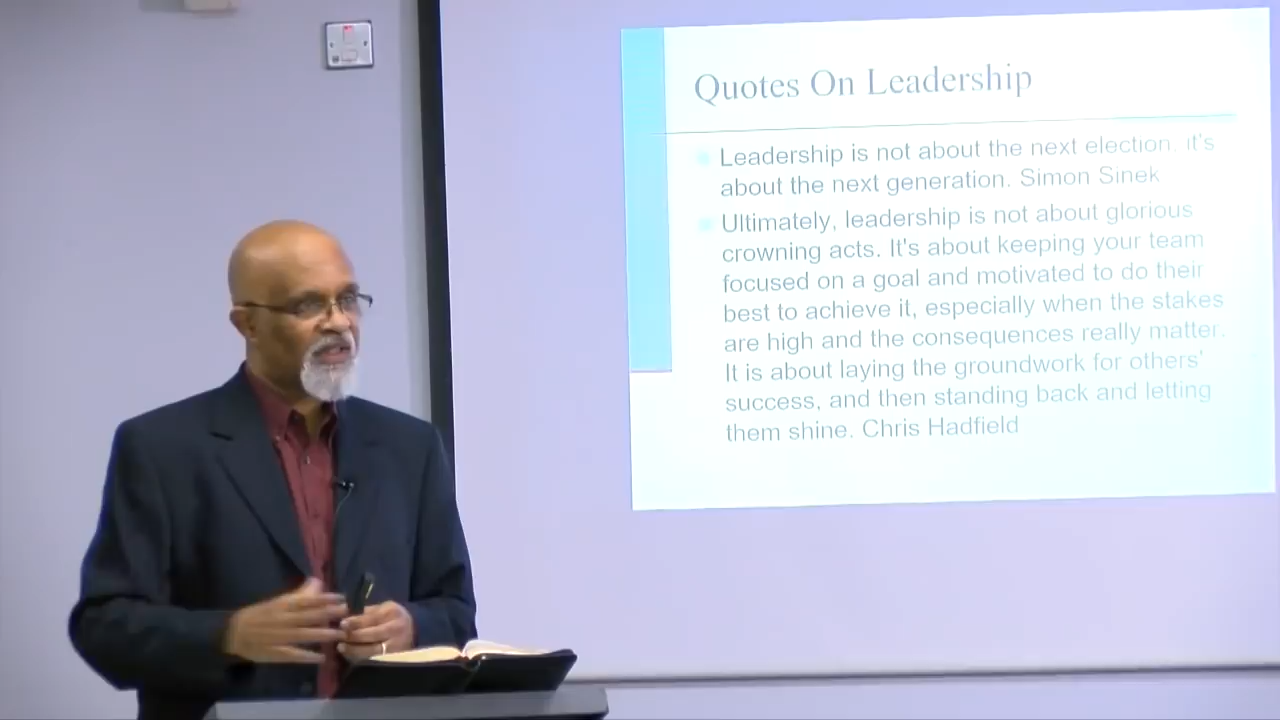 Quotes On Leadership
Leadership is not about the next election, it's
about the next generation. Simon Sinek
Ultimately, leadership is not about glorious
crowning acts. It's about keeping your team
focused on a goal and motivated to do their
best to achieve it, especially when the stakes
are high and the consequences really matter.
It is about laying the groundwork for others'
success, and then standing back and letting
them shine. Chris Hadfield